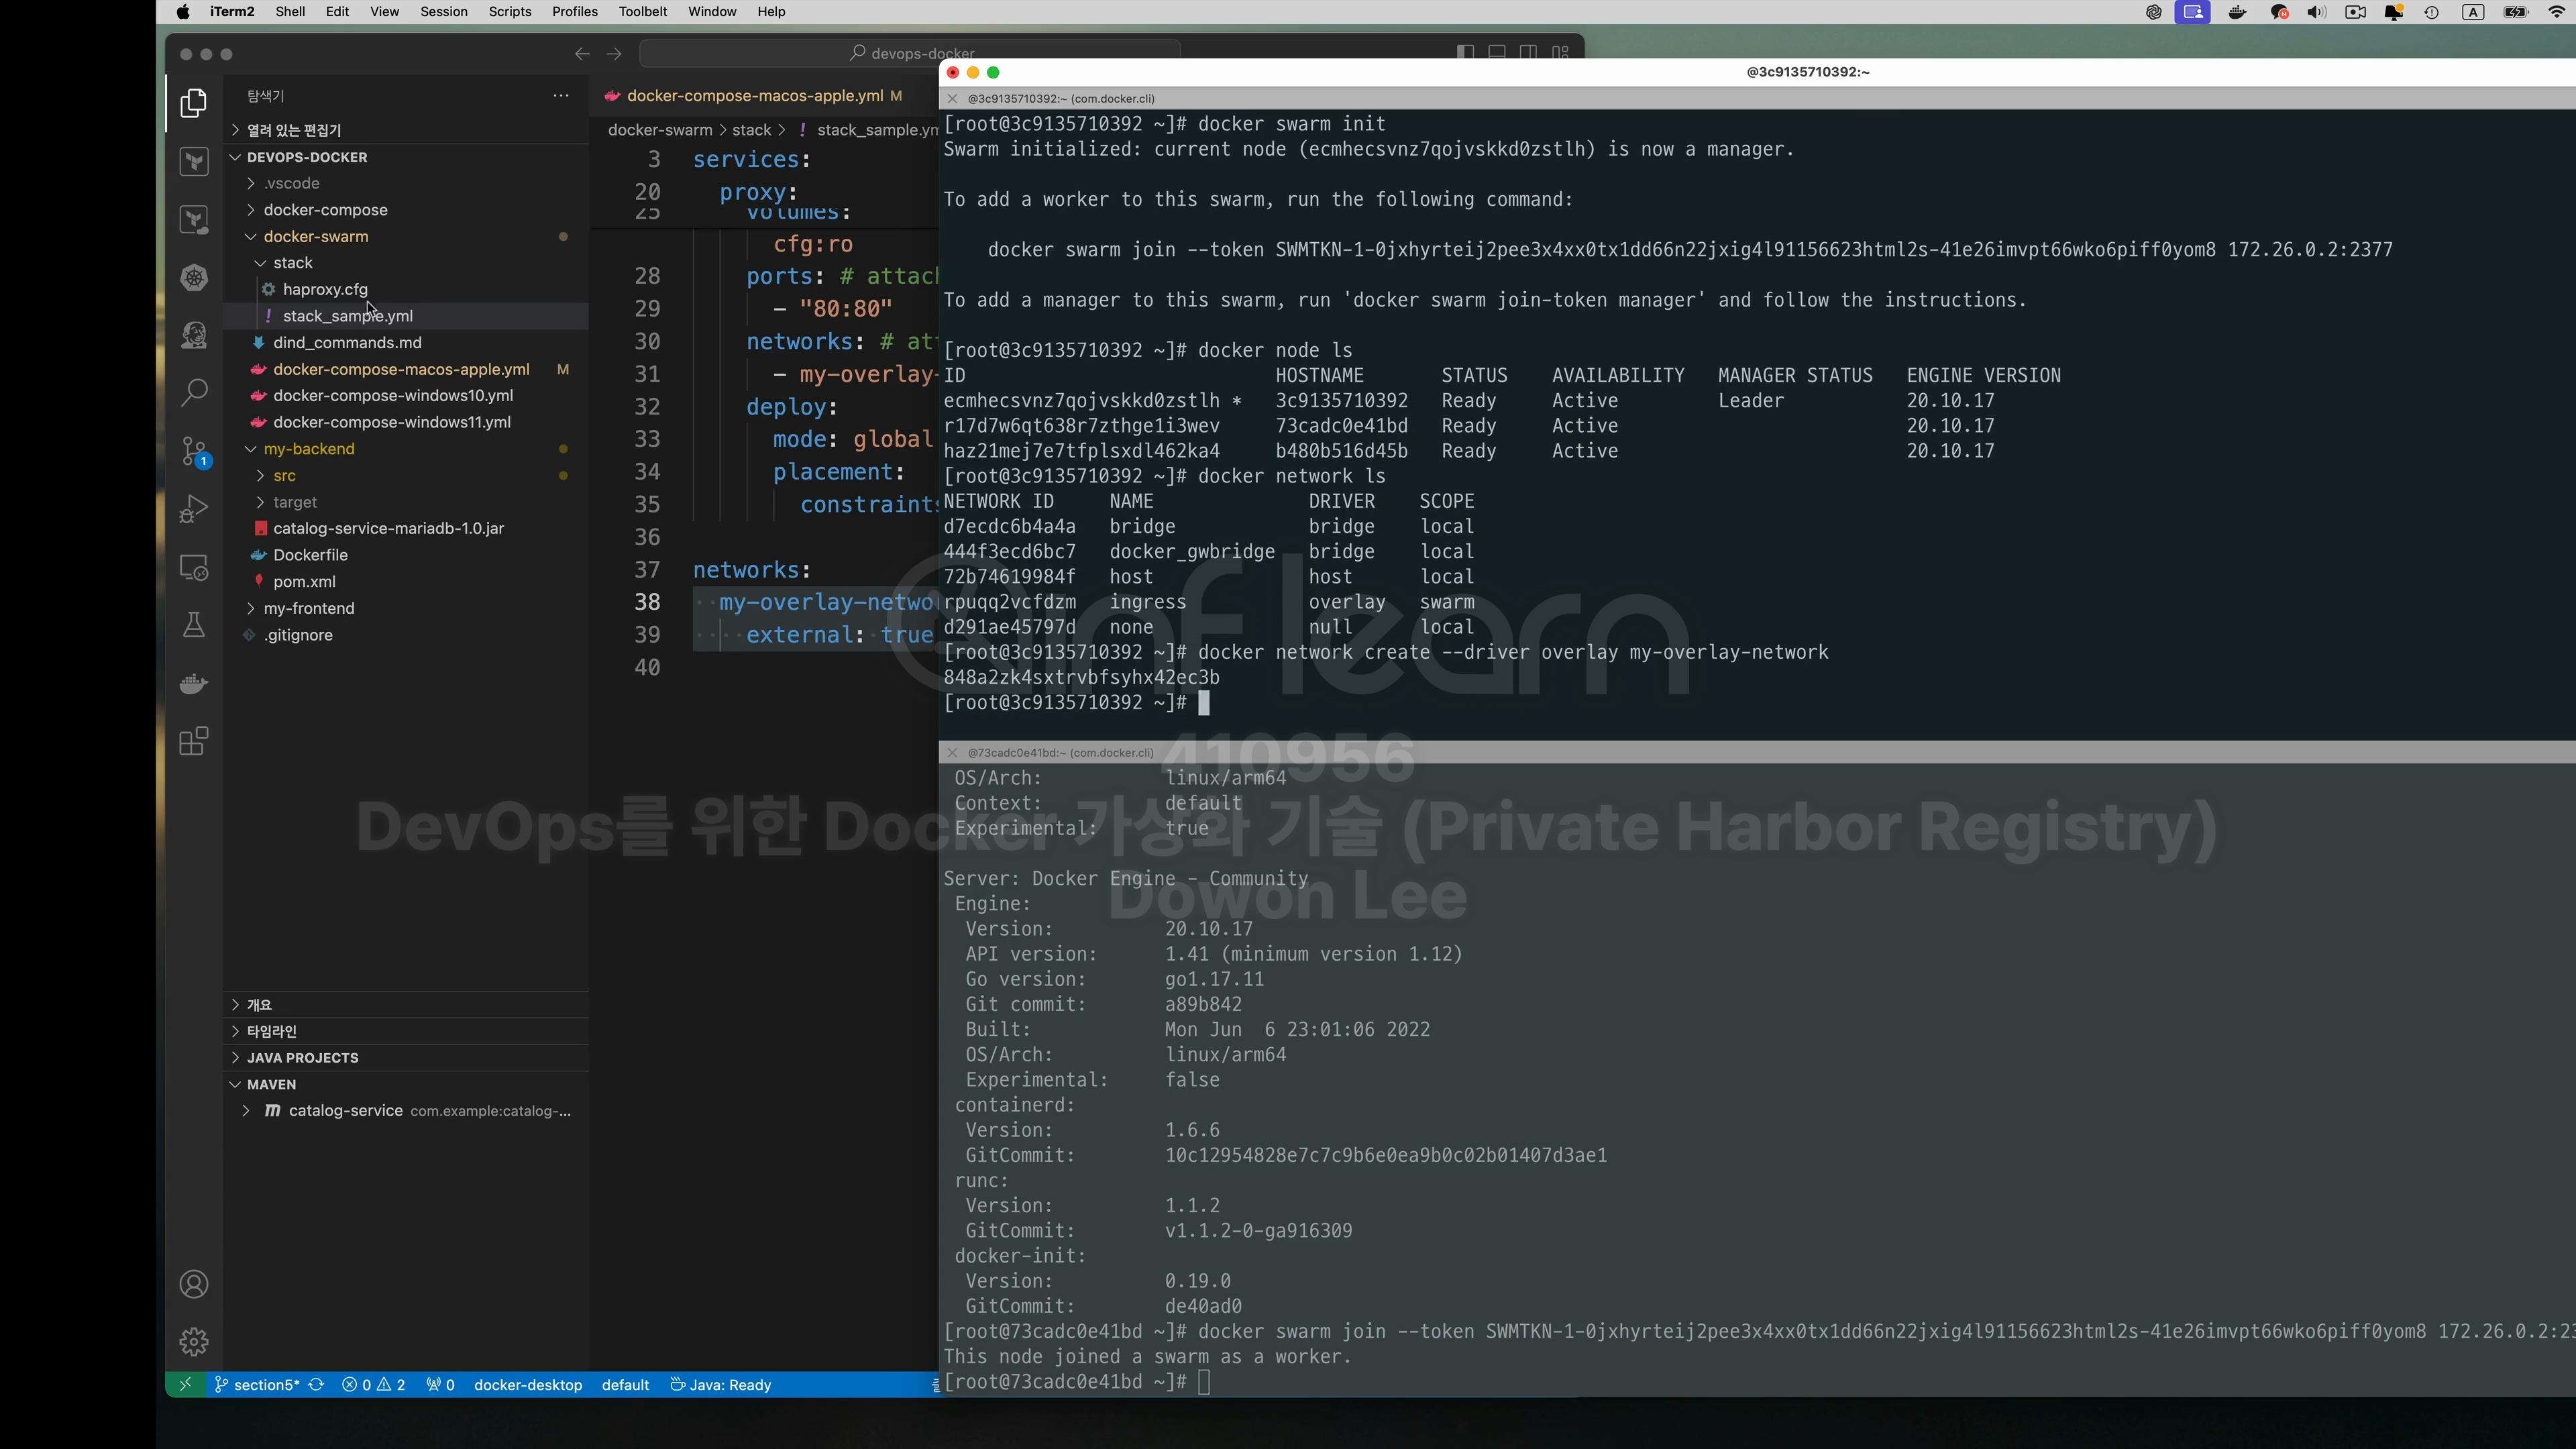 iTerm2 Shell Edit View Session Scripts Profiles Toolbelt Window Help
devops-docker
탐색기
열려 있는 편집기
DEVOPS-DOCKER
.vscode
docker-compose
docker-swarm
stack
haproxy.cfg
stack_sample.yml
dind_commands.md
docker-compose-macos-apple.yml M
docker-compose-windows10.yml
docker-compose-windows11.yml
my-backend
src
target
catalog-service-mariadb-1.0.jar
Dockerfile
pom.xml
my-frontend
.gitignore
1
개요
타임라인
JAVA PROJECTS
MAVEN
catalog-service com.example:catalog-...
docker-compose-macos-apple.yml M
docker-swarm > stack > ! stack_sample.ym
3 services:
20 proxy:
25 volumes:
cfg:ro
28 ports: # attach
29 - "80:80"
30 networks: # att
31 - my-overlay-
32 deploy:
33 mode: global
34 placement:
35 constraints
36
37 networks:
38 my-overlay-netwo
39 external: true
40
section5* 0 2 0 docker-desktop default Java: Ready
@3c9135710392:~
@3c9135710392:~ (com.docker.cli)
[root@3c9135710392 ~]# docker swarm init
Swarm initialized: current node (ecmhecsvnz7qojvskkd0zstlh) is now a manager.
To add a worker to this swarm, run the following command:
docker swarm join --token SWMTKN-1-0jxhyrteij2pee3x4xx0tx1dd66n22jxig4l91156623html2s-41e26imvpt66wko6piff0yom8 172.26.0.2:2377
To add a manager to this swarm, run 'docker swarm join-token manager' and follow the instructions.
[root@3c9135710392 ~]# docker node ls
ID HOSTNAME STATUS AVAILABILITY MANAGER STATUS ENGINE VERSION
ecmhecsvnz7qojvskkd0zstlh * 3c9135710392 Ready Active Leader 20.10.17
r17d7w6qt638r7zthge1i3wev 73cadc0e41bd Ready Active 20.10.17
haz21mej7e7tfplsxdl462ka4 b480b516d45b Ready Active 20.10.17
[root@3c9135710392 ~]# docker network ls
NETWORK ID NAME DRIVER SCOPE
d7ecdc6b4a4a bridge bridge local
444f3ecd6bc7 docker_gwbridge bridge local
72b74619984f host host local
rpuqq2vcfdzm ingress overlay swarm
d291ae45797d none null local
[root@3c9135710392 ~]# docker network create --driver overlay my-overlay-network
848a2zk4sxtrvbfsyhx42ec3b
[root@3c9135710392 ~]#
@73cadc0e41bd:~ (com.docker.cli)
OS/Arch: linux/arm64
Context: default
Experimental: true
Server: Docker Engine - Community
Engine:
Version: 20.10.17
API version: 1.41 (minimum version 1.12)
Go version: go1.17.11
Git commit: a89b842
Built: Mon Jun 6 23:01:06 2022
OS/Arch: linux/arm64
Experimental: false
containerd:
Version: 1.6.6
GitCommit: 10c12954828e7c7c9b6e0ea9b0c02b01407d3ae1
runc:
Version: 1.1.2
GitCommit: v1.1.2-0-ga916309
docker-init:
Version: 0.19.0
GitCommit: de40ad0
[root@73cadc0e41bd ~]# docker swarm join --token SWMTKN-1-0jxhyrteij2pee3x4xx0tx1dd66n22jxig4l91156623html2s-41e26imvpt66wko6piff0yom8 172.26.0.2:23
This node joined a swarm as a worker.
[root@73cadc0e41bd ~]#
inflearn
410956
DevOps를 위한 Docker 가상화 기술 (Private Harbor Registry)
Dowon Lee